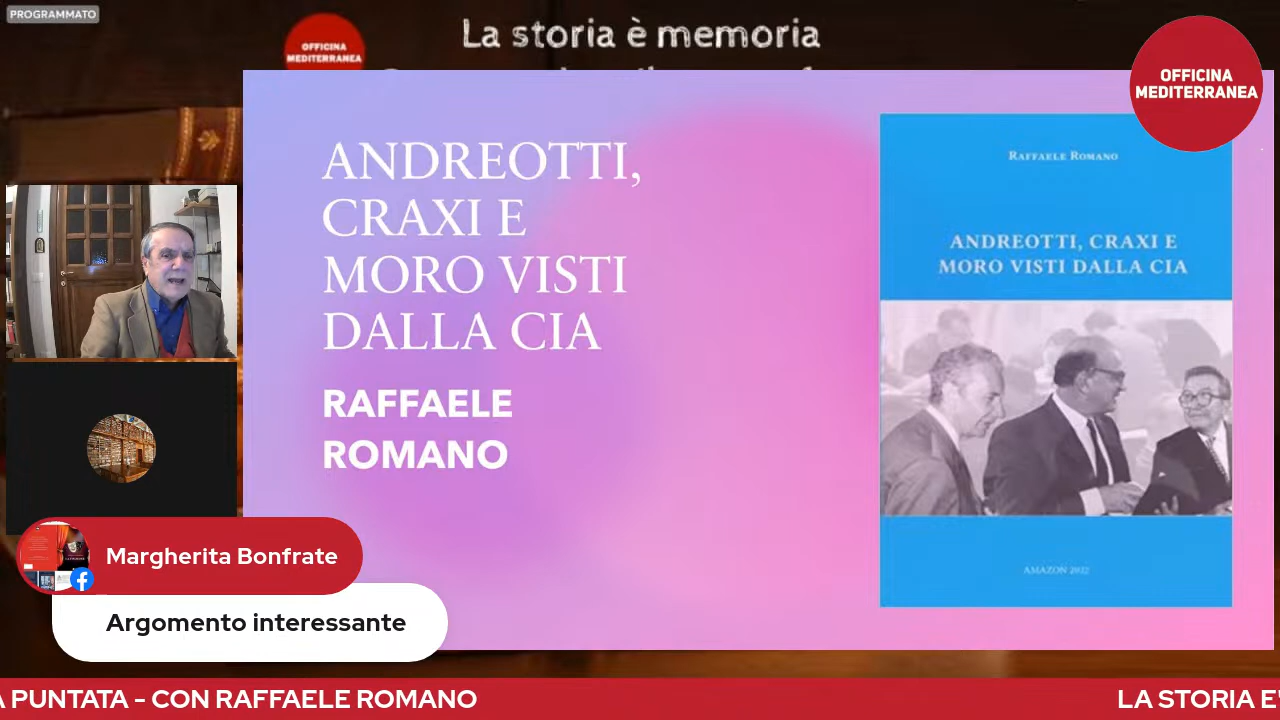 PROGRAMMATO
La storia è memoria
OFFICINA
MEDITERRANEA
OFFICINA
MEDITERRANEA
ANDREOTTI,
CRAXI E
MORO VISTI
DALLA CIA
RAFFAELE
ROMANO
RAFFAELE ROMANO
ANDREOTTI, CRAXI E
MORO VISTI DALLA CIA
AMAZON 2022
Margherita Bonfrate
Argomento interessante
A PUNTATA - CON RAFFAELE ROMANO
LA STORIA E'